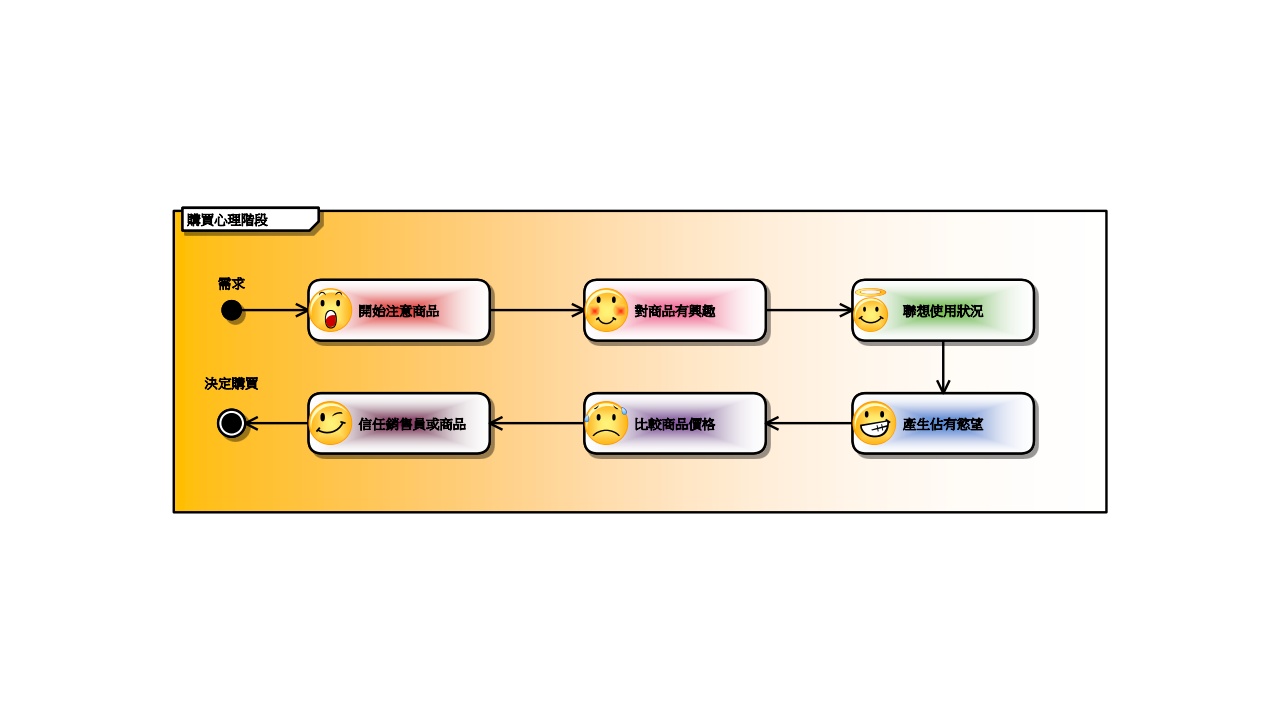 購買心理階段
需求
開始注意商品
對商品有興趣
聯想使用狀況
決定購買
信任銷售員或商品
比較商品價格
產生佔有慾望